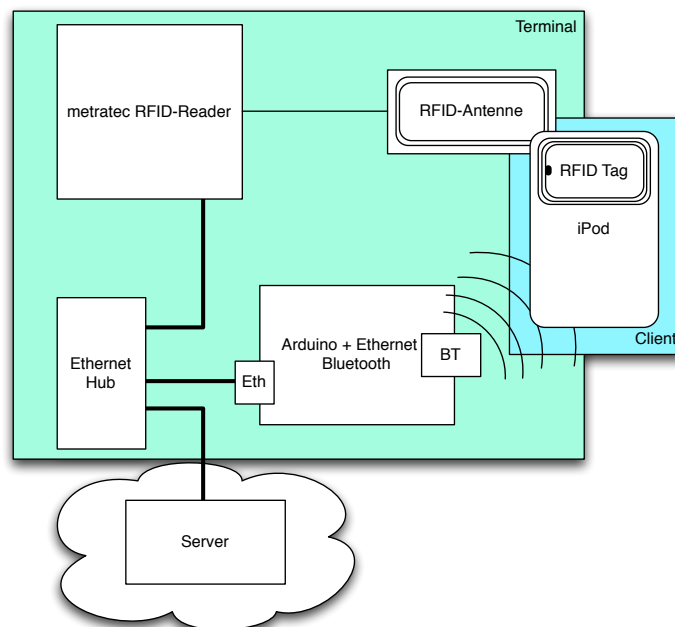 Terminal
metratec RFID-Reader
RFID-Antenne
RFID Tag
iPod
Client
Ethernet
Hub
Eth
Arduino + Ethernet
Bluetooth
BT
Server